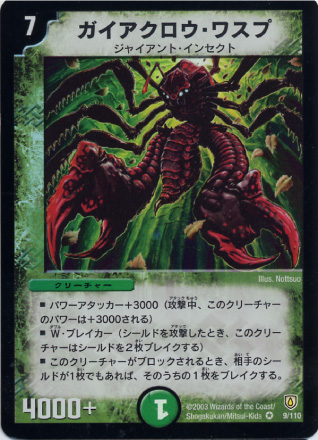 7
ガイアクロウ・ワスプ
ジャイアント・インセクト
Illus. Nottsuo
クリーチャー
■ パワーアタッカー+3000 (攻撃中、このクリーチャー
のパワーは+3000される)
■ W・ブレイカー (シールドを攻撃したとき、このクリ
ーチャーはシールドを2枚ブレイクする)
■ このクリーチャーがブロックされるとき、相手のシー
ルドが1枚でもあれば、そのうちの1枚をブレイクする。
4000+
1
©2003 Wizards of the Coast/
Shogakukan/Mitsui-Kids
9/110